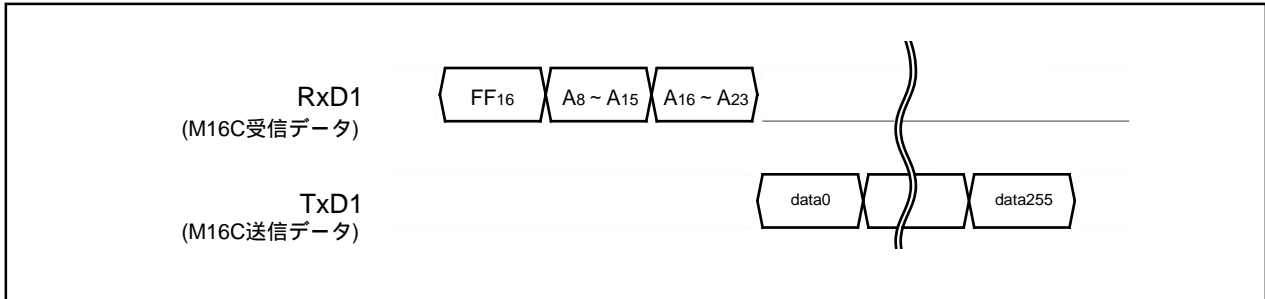 RxD1 FF16 A8 ~ A15 A16 ~ A23
(M16C受信データ)
TxD1 data0 data255
(M16C送信データ)